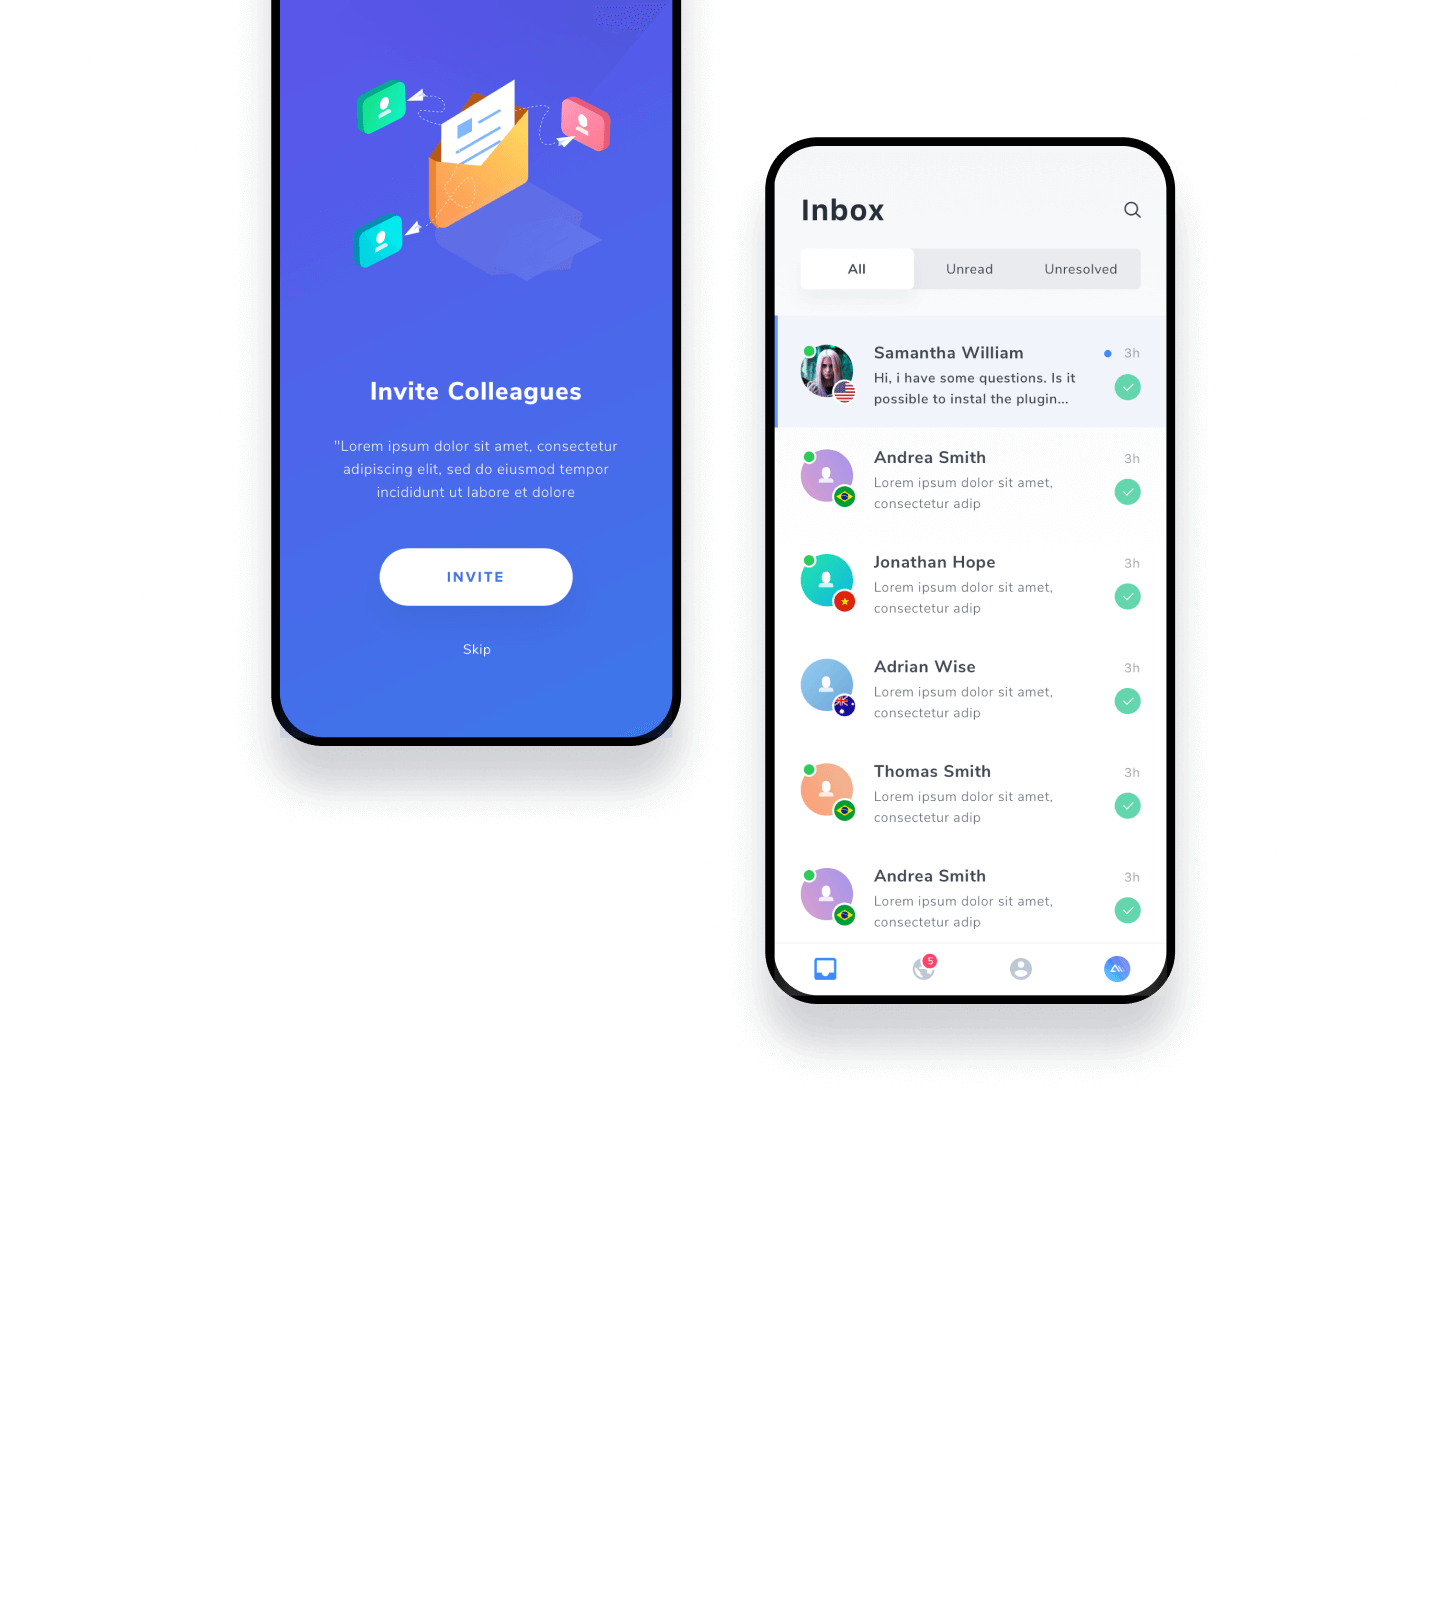 Invite Colleagues
"Lorem ipsum dolor sit amet, consectetur
adipiscing elit, sed do eiusmod tempor
incididunt ut labore et dolore
INVITE
Skip
Inbox
All Unread Unresolved
Samantha William 3h
Hi, i have some questions. Is it
possible to instal the plugin...
Andrea Smith 3h
Lorem ipsum dolor sit amet,
consectetur adip
Jonathan Hope 3h
Lorem ipsum dolor sit amet,
consectetur adip
Adrian Wise 3h
Lorem ipsum dolor sit amet,
consectetur adip
Thomas Smith 3h
Lorem ipsum dolor sit amet,
consectetur adip
Andrea Smith 3h
Lorem ipsum dolor sit amet,
consectetur adip
5